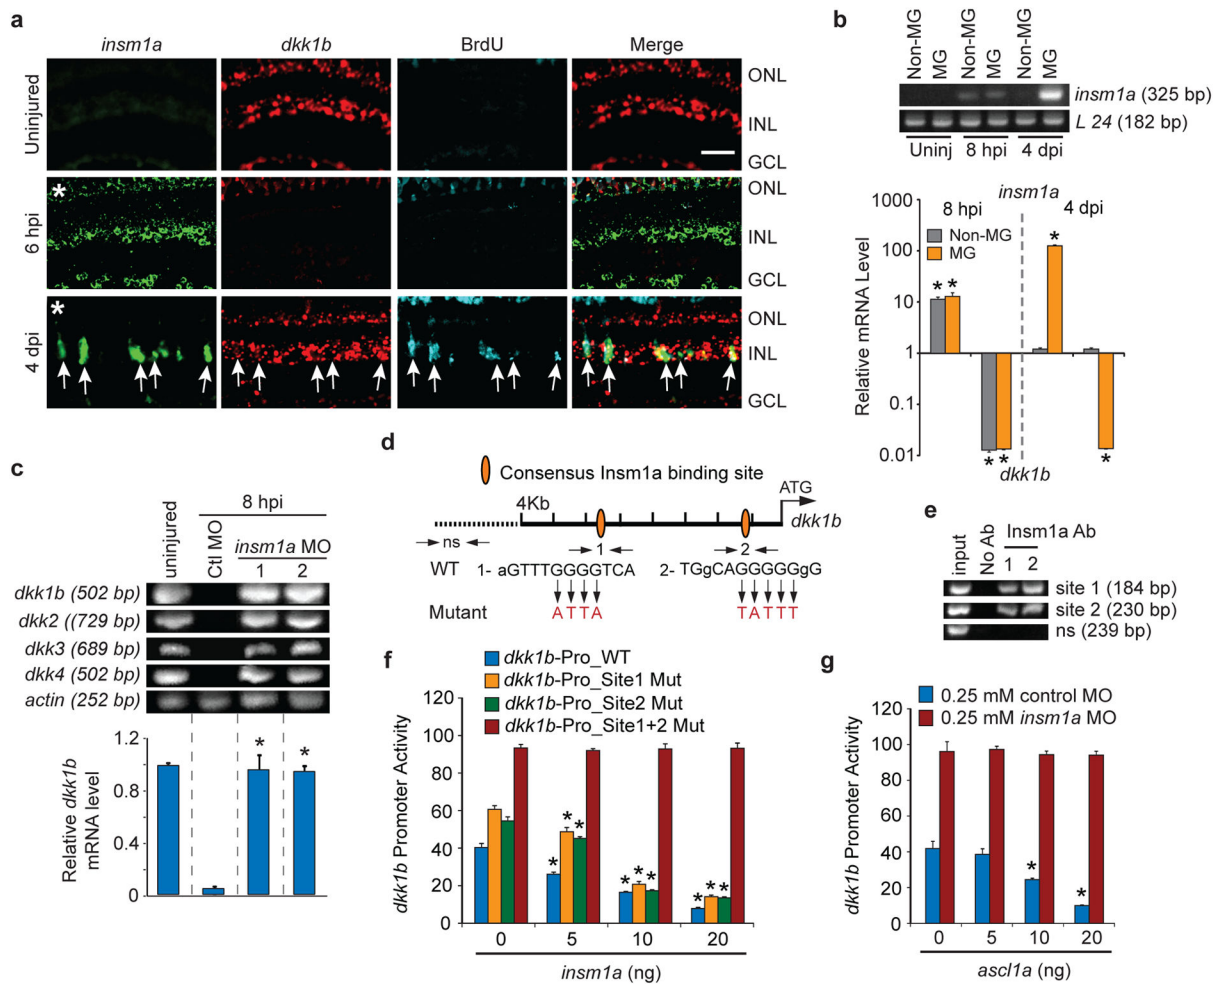 a
insm1a dkk1b BrdU Merge
Uninjured
ONL
INL
GCL
*
6 hpi
ONL
INL
GCL
*
4 dpi
ONL
INL
GCL
b
Non-MG MG Non-MG MG Non-MG MG
insm1a (325 bp)
L 24 (182 bp)
Uninj 8 hpi 4 dpi
insm1a
8 hpi 4 dpi
Non-MG
MG
Relative mRNA Level
1000
100
10
1
0.1
0.01
* * *
* * *
dkk1b
c
8 hpi
uninjured Ctl MO insm1a MO
1 2
dkk1b (502 bp)
dkk2 ((729 bp)
dkk3 (689 bp)
dkk4 (502 bp)
actin (252 bp)
Relative dkk1b
mRNA level
1.2
0.8
0.4
0
* *
d
Consensus Insm1a binding site
4Kb ATG
dkk1b
ns 1 2
WT 1- aGTTTGGGGTCA 2- TGgCAGGGGGgG
Mutant ATTA TATTT
e
input No Ab Insm1a Ab
1 2
site 1 (184 bp)
site 2 (230 bp)
ns (239 bp)
f
dkk1b-Pro_WT
dkk1b-Pro_Site1 Mut
dkk1b-Pro_Site2 Mut
dkk1b-Pro_Site1+2 Mut
dkk1b Promoter Activity
120
100
80
60
40
20
0
* * * * * * * * *
0 5 10 20
insm1a (ng)
g
0.25 mM control MO
0.25 mM insm1a MO
dkk1b Promoter Activity
120
100
80
60
40
20
0
* *
0 5 10 20
ascl1a (ng)